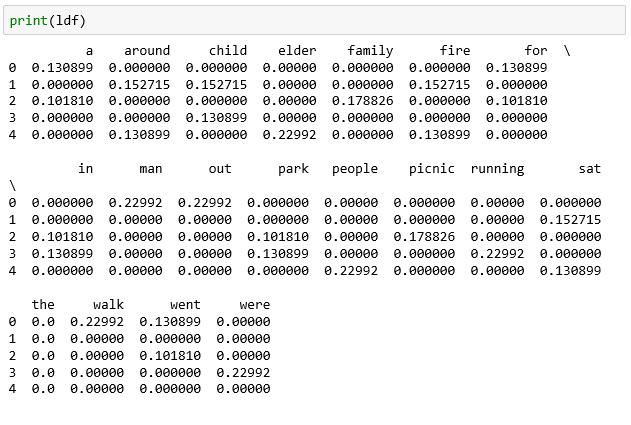 print(ldf)
a around child elder family fire for \
0 0.130899 0.000000 0.000000 0.00000 0.000000 0.000000 0.130899
1 0.000000 0.152715 0.152715 0.00000 0.000000 0.152715 0.000000
2 0.101810 0.000000 0.000000 0.00000 0.178826 0.000000 0.101810
3 0.000000 0.000000 0.130899 0.00000 0.000000 0.000000 0.000000
4 0.000000 0.130899 0.000000 0.22992 0.000000 0.130899 0.000000
in man out park people picnic running sat
\
0 0.000000 0.22992 0.22992 0.000000 0.00000 0.000000 0.00000 0.000000
1 0.000000 0.00000 0.00000 0.000000 0.00000 0.000000 0.00000 0.152715
2 0.101810 0.00000 0.00000 0.101810 0.00000 0.178826 0.00000 0.000000
3 0.130899 0.00000 0.00000 0.130899 0.00000 0.000000 0.22992 0.000000
4 0.000000 0.00000 0.00000 0.000000 0.22992 0.000000 0.00000 0.130899
the walk went were
0 0.0 0.22992 0.130899 0.00000
1 0.0 0.00000 0.000000 0.00000
2 0.0 0.00000 0.101810 0.00000
3 0.0 0.00000 0.000000 0.22992
4 0.0 0.00000 0.000000 0.00000